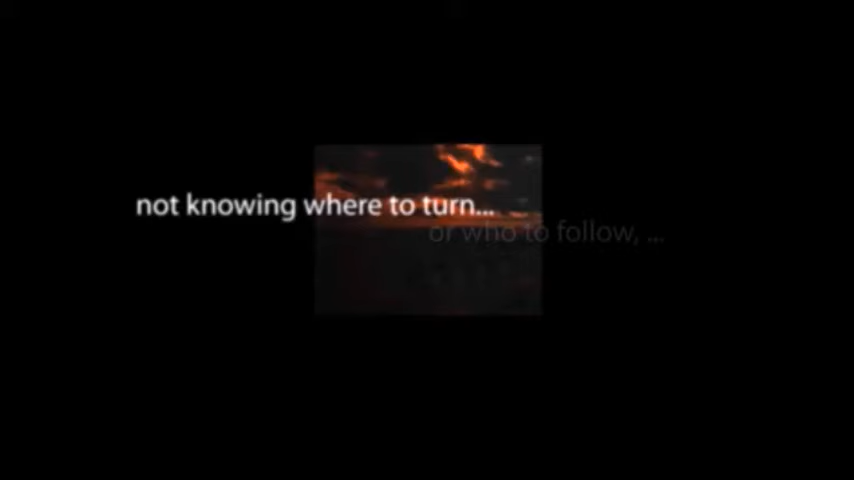 not knowing where to turn...
or who to follow, ...